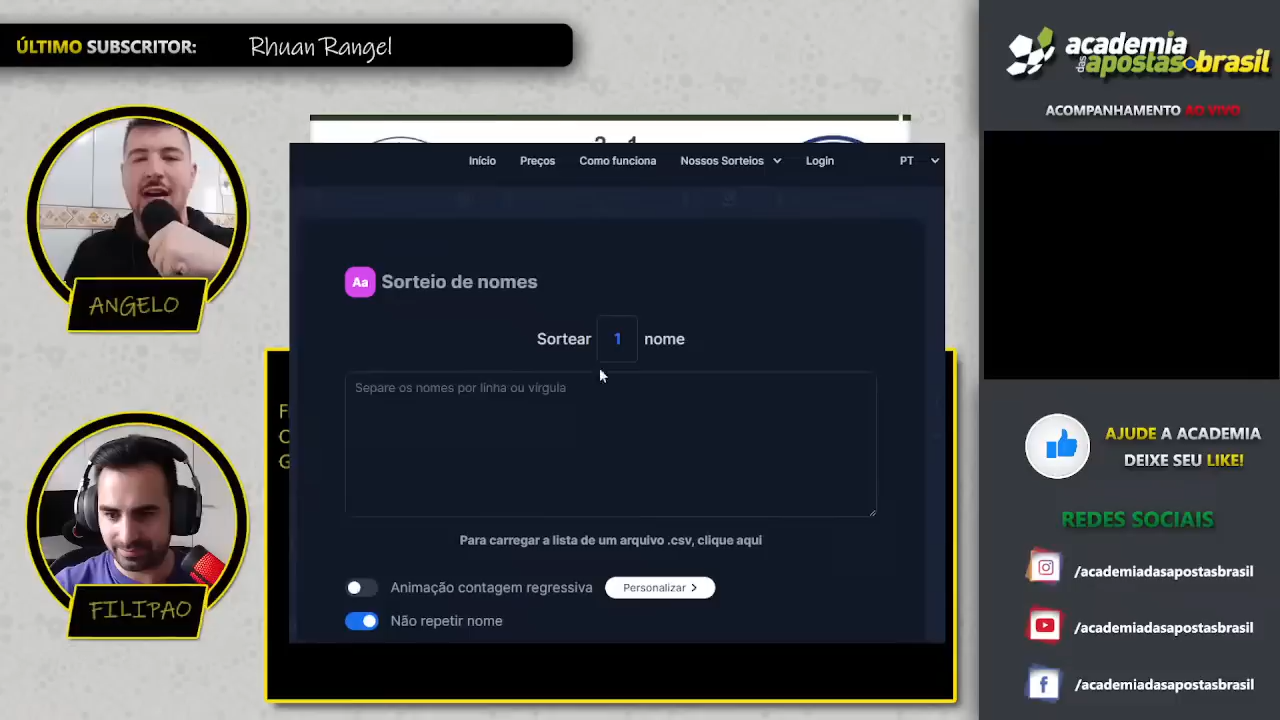 ÚLTIMO SUBSCRITOR: Rhuan Rangel
academia
das apostas brasil
ACOMPANHAMENTO AO VIVO
Início Preços Como funciona Nossos Sorteios Login PT
Aa Sorteio de nomes
ANGELO
Sortear 1 nome
Separe os nomes por linha ou vírgula
Para carregar a lista de um arquivo .csv, clique aqui
Animação contagem regressiva Personalizar
Não repetir nome
FILIPAO
AJUDE A ACADEMIA
DEIXE SEU LIKE!
REDES SOCIAIS
/academiadasapostasbrasil
/academiadasapostasbrasil
/academiadasapostasbrasil